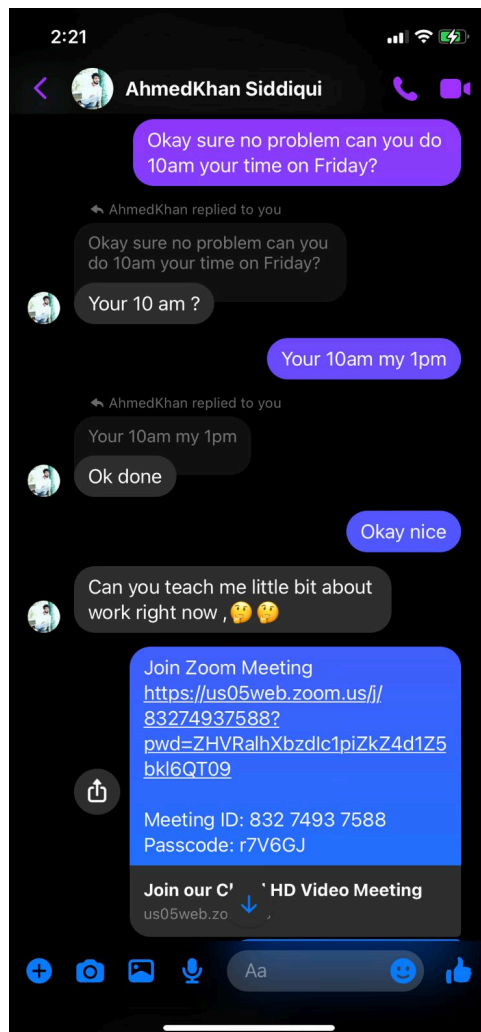 2:21
AhmedKhan Siddiqui
Okay sure no problem can you do
10am your time on Friday?
AhmedKhan replied to you
Okay sure no problem can you
do 10am your time on Friday?
Your 10 am ?
Your 10am my 1pm
AhmedKhan replied to you
Your 10am my 1pm
Ok done
Okay nice
Can you teach me little bit about
work right now ,🤔🤔
Join Zoom Meeting
https://us05web.zoom.us/j/
83274937588?
pwd=ZHVRalhXbzdlc1piZkZ4d1Z5
bkl6QT09
Meeting ID: 832 7493 7588
Passcode: r7V6GJ
Join our HD Video Meeting
us05web.zo
Aa